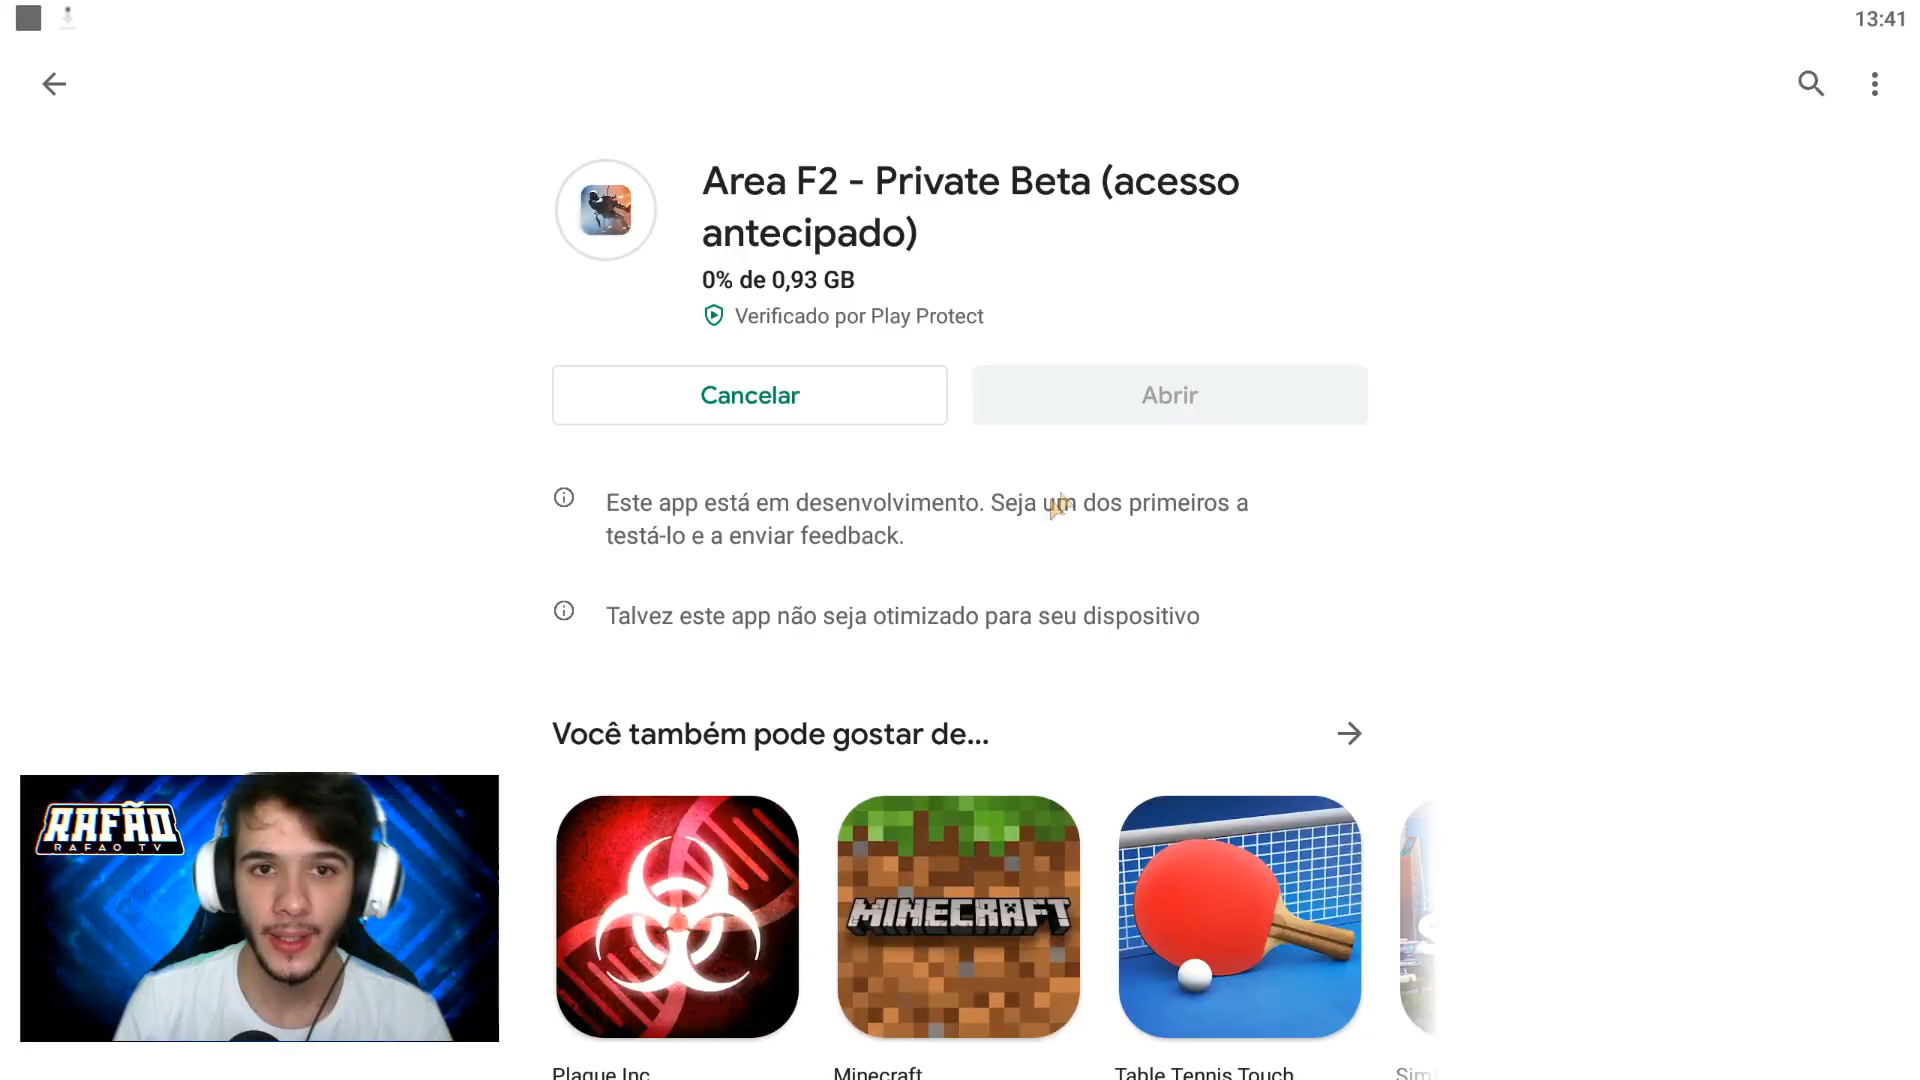 13:41
Area F2 - Private Beta (acesso
antecipado)
0% de 0,93 GB
Verificado por Play Protect
Cancelar
Abrir
Este app está em desenvolvimento. Seja um dos primeiros a
testá-lo e a enviar feedback.
Talvez este app não seja otimizado para seu dispositivo
Você também pode gostar de...
RAFÃO
RAFAO TV
MINECRAFT
Plague Inc.
Minecraft
Table Tennis Touch